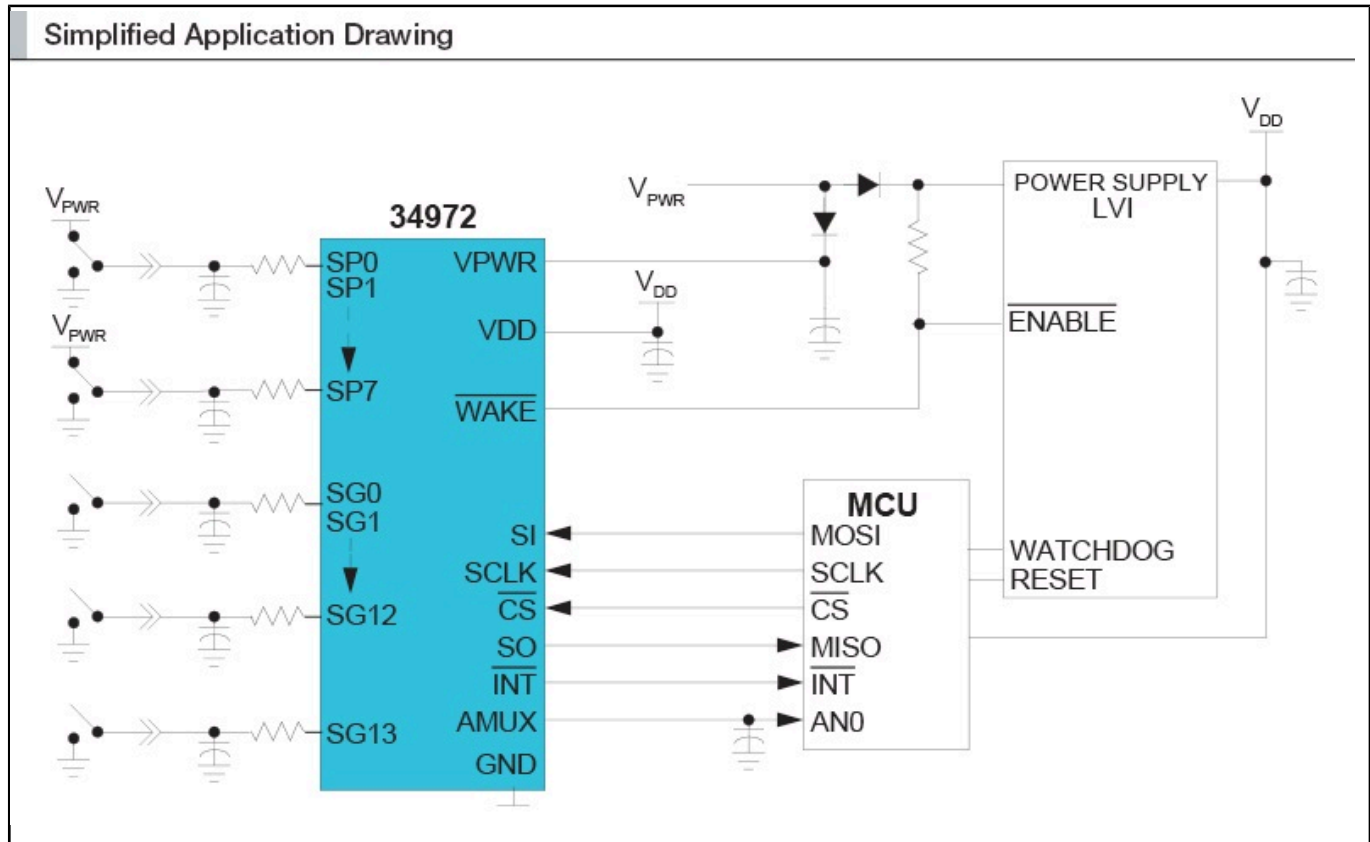 Simplified Application Drawing
VPWR
VPWR
34972
SP0
SP1
SP7
SG0
SG1
SG12
SG13
VPWR
VDD
WAKE
SI
SCLK
CS
SO
INT
AMUX
GND
VDD
VPWR
MCU
MOSI
SCLK
CS
MISO
INT
AN0
VDD
POWER SUPPLY
LVI
ENABLE
WATCHDOG
RESET